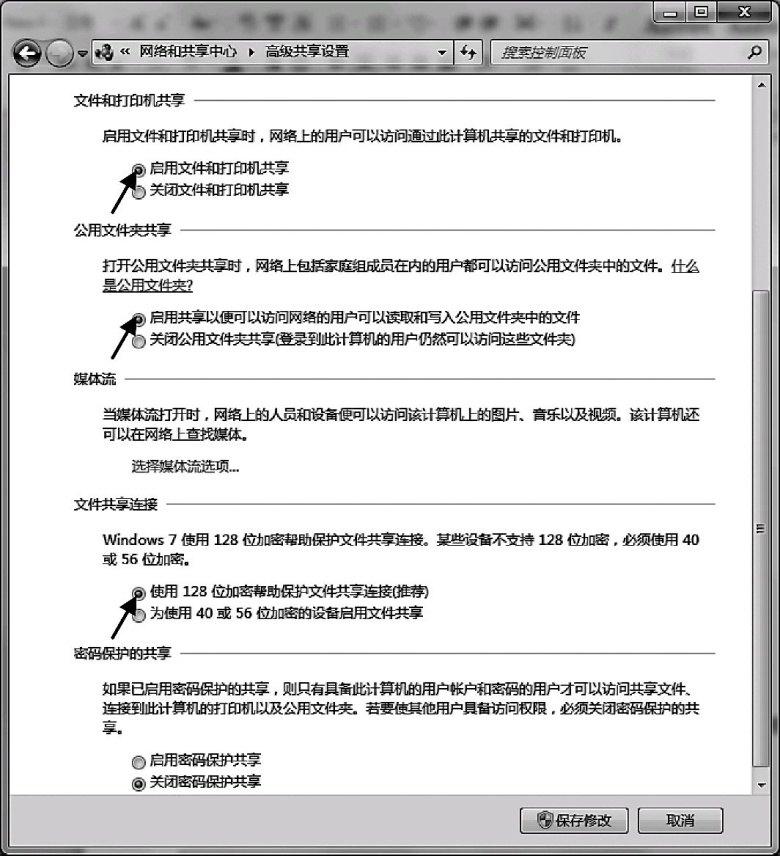 « 网络和共享中心 ▸ 高级共享设置
搜索控制面板
文件和打印机共享
启用文件和打印机共享时，网络上的用户可以访问通过此计算机共享的文件和打印机。
启用文件和打印机共享
关闭文件和打印机共享
公用文件夹共享
打开公用文件夹共享时，网络上包括家庭组成员在内的用户都可以访问公用文件夹中的文件。什么
是公用文件夹?
启用共享以便可以访问网络的用户可以读取和写入公用文件夹中的文件
关闭公用文件夹共享(登录到此计算机的用户仍然可以访问这些文件夹)
媒体流
当媒体流打开时，网络上的人员和设备便可以访问该计算机上的图片、音乐以及视频。该计算机还
可以在网络上查找媒体。
选择媒体流选项...
文件共享连接
Windows 7 使用 128 位加密帮助保护文件共享连接。某些设备不支持 128 位加密，必须使用 40
或 56 位加密。
使用 128 位加密帮助保护文件共享连接(推荐)
为使用 40 或 56 位加密的设备启用文件共享
密码保护的共享
如果已启用密码保护的共享，则只有具备此计算机的用户帐户和密码的用户才可以访问共享文件、
连接到此计算机的打印机以及公用文件夹。若要使其他用户具备访问权限，必须关闭密码保护的共
享。
启用密码保护共享
关闭密码保护共享
保存修改
取消